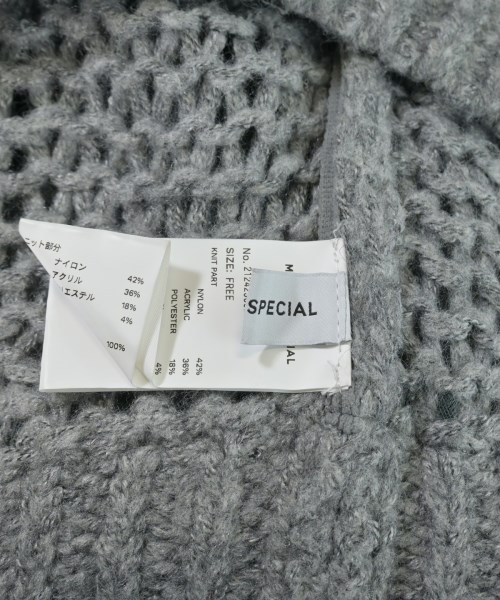 ニット部分
ナイロン 42%
アクリル 36%
エステル 18%
4%
100%
SPECIAL
SIZE: FREE
KNIT PART
NYLON 42%
ACRYLIC 36%
POLYESTER 18%
4%